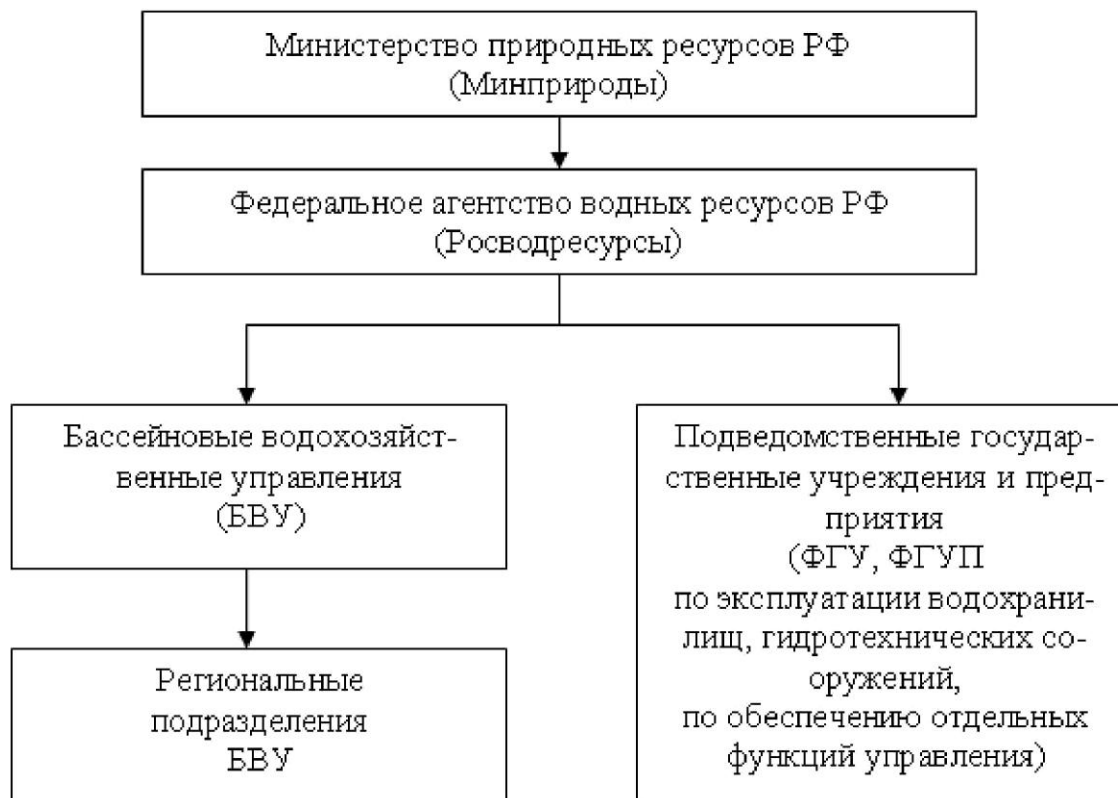 Министерство природных ресурсов РФ
(Минприроды)
Федеральное агентство водных ресурсов РФ
(Росводресурсы)
Бассейновые водохозяйст-
венные управления
(БВУ)
Региональные
подразделения
БВУ
Подведомственные государ-
ственные учреждения и пред-
приятия
(ФГУ, ФГУП
по эксплуатации водохрани-
лищ, гидротехнических со-
оружений,
по обеспечению отдельных
функций управления)